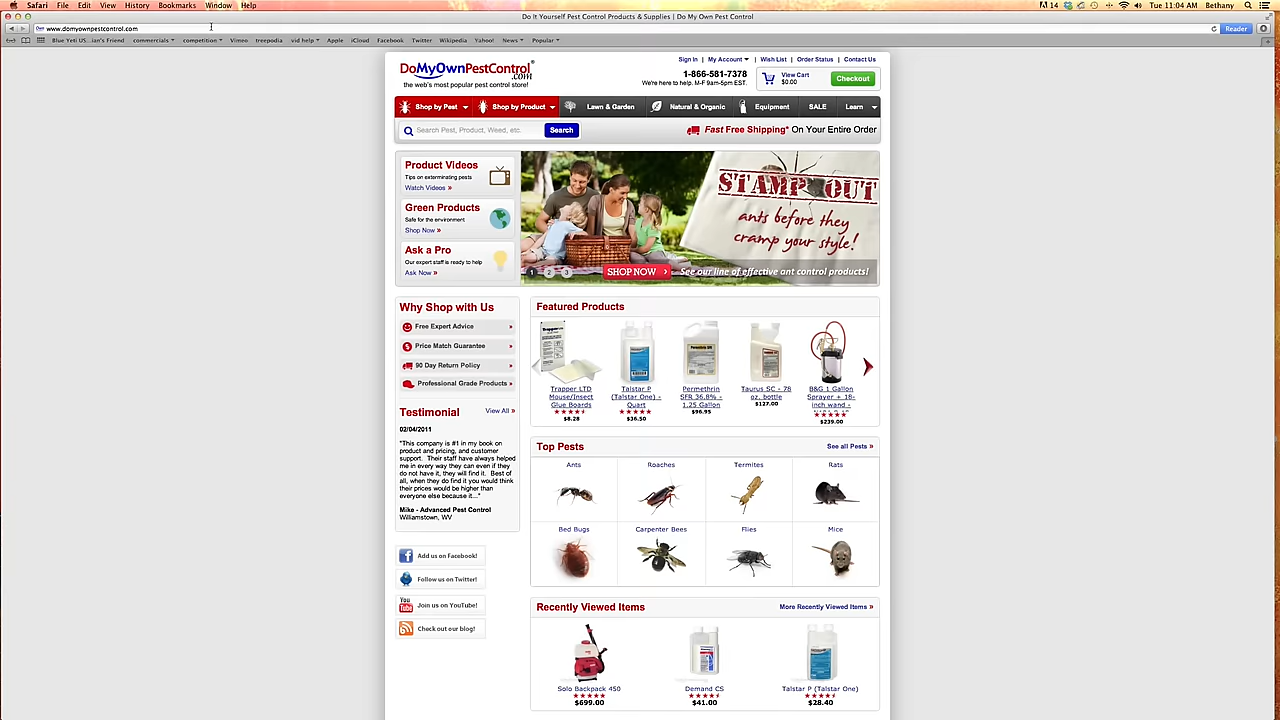 Safari File Edit View History Bookmarks Window Help
14 Tue 11:04 AM Bethany
Do It Yourself Pest Control Products & Supplies | Do My Own Pest Control
www.domyownpestcontrol.com
Reader
Blue Yeti US...ian's Friend commercials competition Vimeo treepodia vid help Apple iCloud Facebook Twitter Wikipedia Yahoo! News Popular
DoMyOwnPestControl.com
the web's most popular pest control store!
Sign In | My Account | Wish List | Order Status | Contact Us
1-866-581-7378
We're here to help. M-F 9am-5pm EST.
View Cart
$0.00
Checkout
Shop by Pest Shop by Product Lawn & Garden Natural & Organic Equipment SALE Learn
Search Pest, Product, Weed, etc. Search
Fast Free Shipping* On Your Entire Order
Product Videos
Tips on exterminating pests
Watch Videos »
Green Products
Safe for the environment
Shop Now »
Ask a Pro
Our expert staff is ready to help
Ask Now »
STAMP OUT
ants before they
cramp your style!
1 2 3
SHOP NOW
See our line of effective ant control products!
Why Shop with Us
Free Expert Advice »
Price Match Guarantee »
90 Day Return Policy »
Professional Grade Products »
Testimonial
View All »
02/04/2011
"This company is #1 in my book on
product and pricing, and customer
support. Their staff have always helped
me in every way they can even if they
do not have it, they will find it. Best of
all, when they do find it you would think
their prices would be higher than
everyone else because it..."
Mike - Advanced Pest Control
Williamstown, WV
Add us on Facebook!
Follow us on Twitter!
You Tube Join us on YouTube!
Check out our blog!
Featured Products
Trapper LTD
Mouse/Insect
Glue Boards
$8.28
Talstar P
(Talstar One) -
Quart
$36.50
Permethrin
SFR 36.8% -
1.25 Gallon
$96.95
Taurus SC - 78
oz. bottle
$127.00
B&G 1 Gallon
Sprayer + 18-
inch wand -
$239.00
Top Pests
See all Pests »
Ants Roaches Termites Rats
Bed Bugs Carpenter Bees Flies Mice
Recently Viewed Items
More Recently Viewed Items »
Solo Backpack 450
$699.00
Demand CS
$41.00
Talstar P (Talstar One)
$28.40